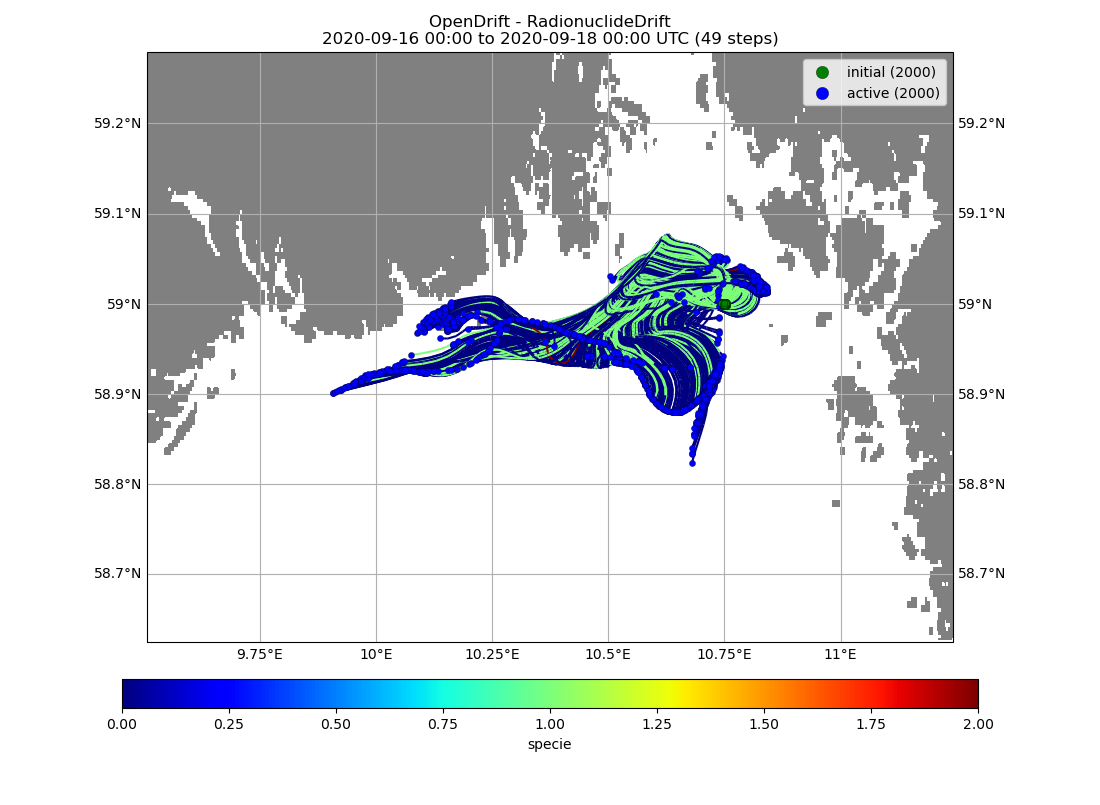 OpenDrift - RadionuclideDrift
2020-09-16 00:00 to 2020-09-18 00:00 UTC (49 steps)
initial (2000)
active (2000)
59.2°N 59.2°N
59.1°N 59.1°N
59°N 59°N
58.9°N 58.9°N
58.8°N 58.8°N
58.7°N 58.7°N
9.75°E 10°E 10.25°E 10.5°E 10.75°E 11°E
0.00 0.25 0.50 0.75 1.00 1.25 1.50 1.75 2.00
specie